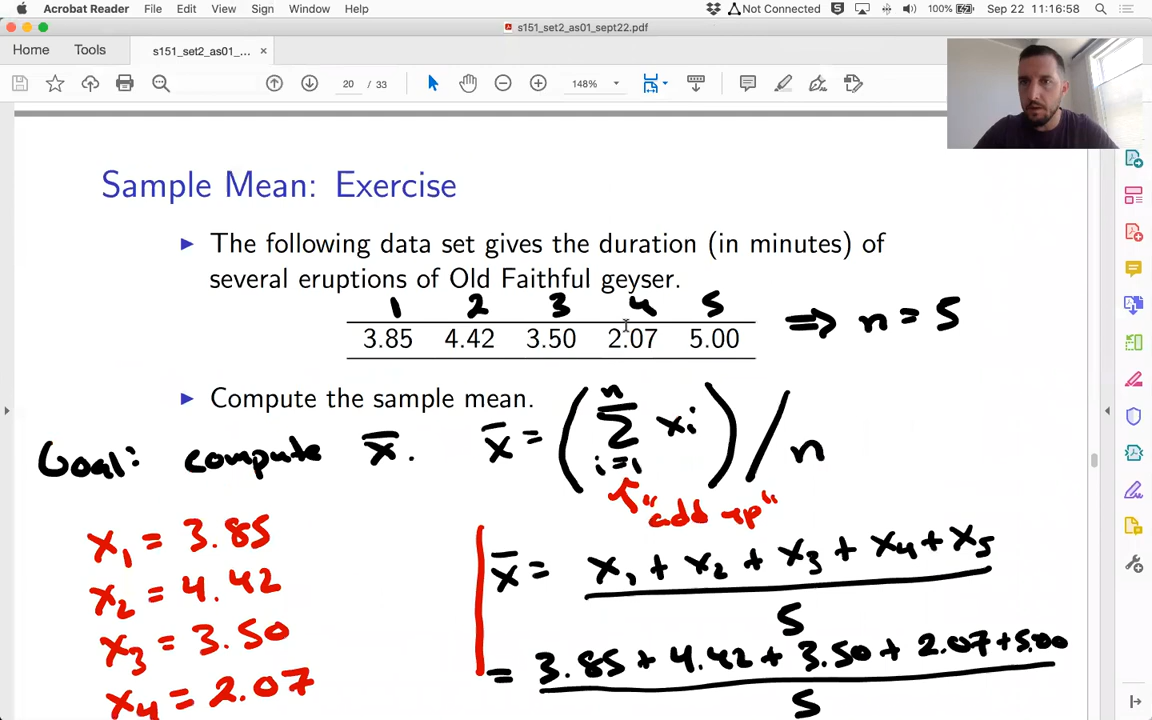 Acrobat Reader File Edit View Sign Window Help Not Connected 100% Sep 22 11:16:58
s151_set2_as01_sept22.pdf
Home Tools s151_set2_as01_... ×
20 / 33 148%
Sample Mean: Exercise
The following data set gives the duration (in minutes) of
several eruptions of Old Faithful geyser.
1 2 3 4 5
3.85 4.42 3.50 2.07 5.00 ⟹ n = 5
Compute the sample mean.
Goal: compute x̄. x̄ = (∑ᵢ₌₁ⁿ xᵢ) / n
"add up"
x₁ = 3.85
x₂ = 4.42
x₃ = 3.50
x₄ = 2.07
x̄ = x₁ + x₂ + x₃ + x₄ + x₅
5
= 3.85 + 4.42 + 3.50 + 2.07 + 5.00
5